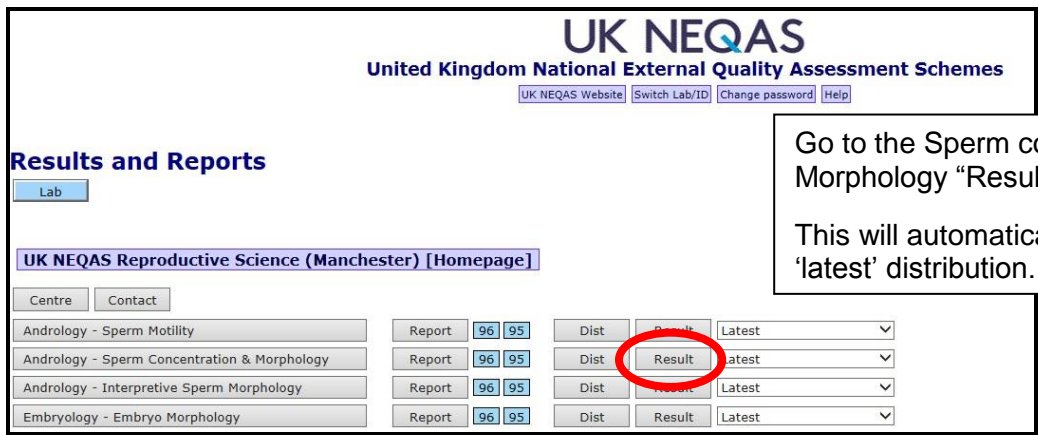 UK NEQAS
United Kingdom National External Quality Assessment Schemes
UK NEQAS Website Switch Lab/ID Change password Help
Go to the Sperm
Morphology
This will automatica
‘latest’ distribution.
Results and Reports
Lab
UK NEQAS Reproductive Science (Manchester) [Homepage]
Centre Contact
Andrology - Sperm Motility Report 96 95 Dist Result Latest
Andrology - Sperm Concentration & Morphology Report 96 95 Dist Result Latest
Andrology - Interpretive Sperm Morphology Report 96 95 Dist Result Latest
Embryology - Embryo Morphology Report 96 95 Dist Result Latest